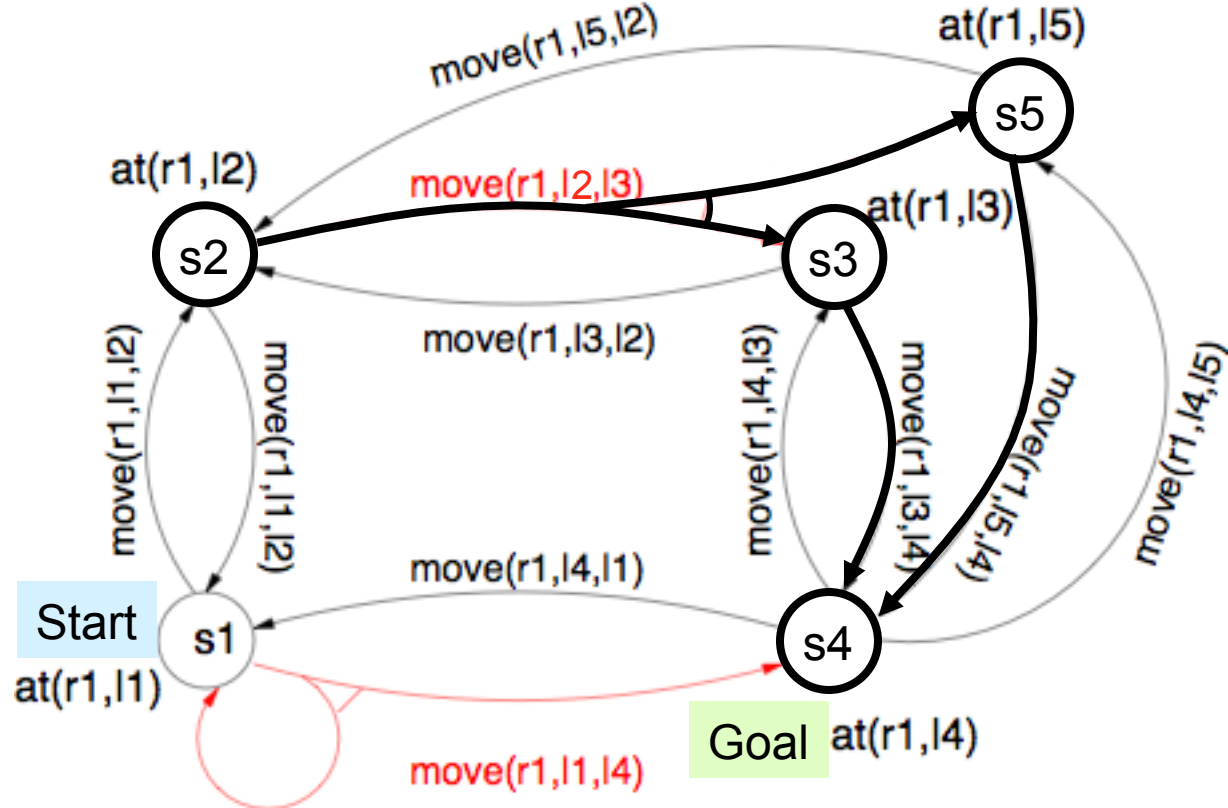 at(r1,l5)
move(r1,l5,l2)
s5
at(r1,l2)
move(r1,l2,l3)
at(r1,l3)
s2
s3
move(r1,l3,l2)
move(r1,l1,l2)
move(r1,l1,l2)
move(r1,l4,l3)
move(r1,l3,l4)
move(r1,l5,l4)
move(r1,l4,l5)
move(r1,l4,l1)
Start
s1
s4
at(r1,l1)
Goal
at(r1,l4)
move(r1,l1,l4)